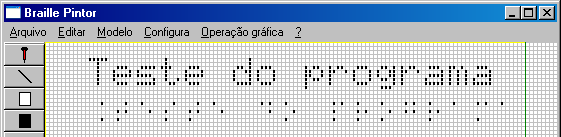 Braille Pintor
Arquivo Editar Modelo Configura Operação gráfica ?
Teste do programa